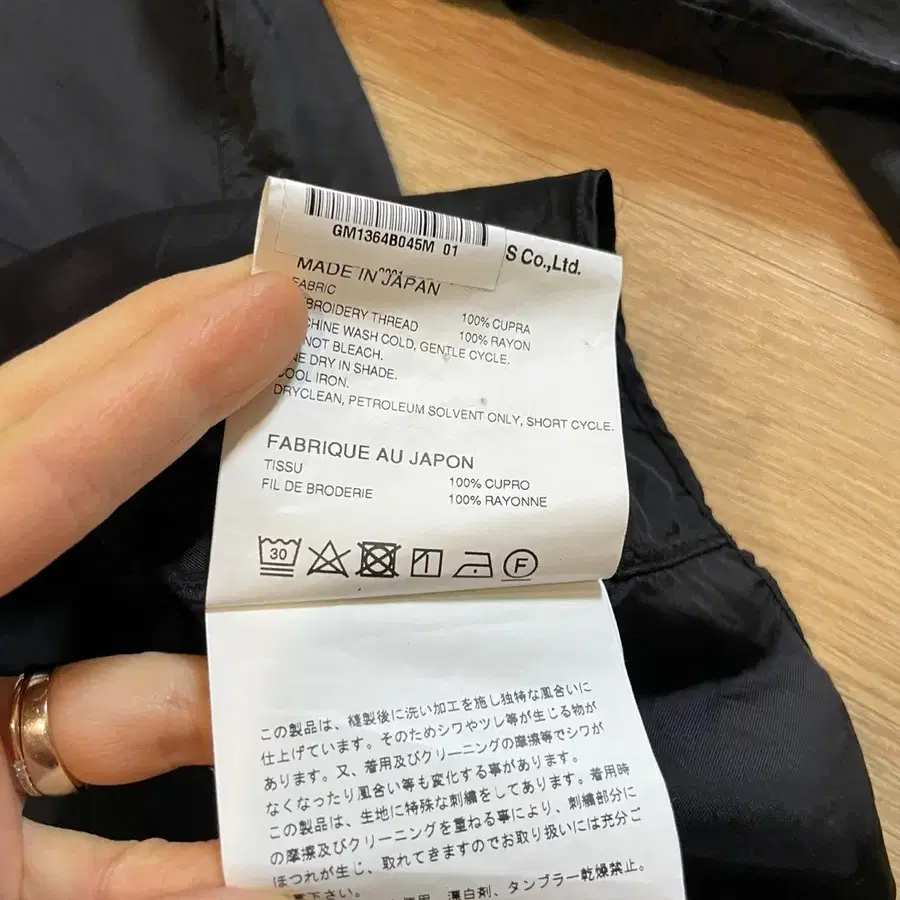 GM1364B045M 01
S Co.,Ltd.
MADE IN JAPAN
FABRIC 100% CUPRA
BROIDERY THREAD 100% RAYON
CHINE WASH COLD, GENTLE CYCLE.
NOT BLEACH.
NE DRY IN SHADE.
COOL IRON.
DRYCLEAN, PETROLEUM SOLVENT ONLY, SHORT CYCLE.
FABRIQUE AU JAPON
TISSU 100% CUPRO
FIL DE BRODERIE 100% RAYONNE
30
F
この製品は、縫製後に洗い加工を施し独特な風合いに
仕上げています。そのためシワやツレ等が生じる物が
あります。又、着用及びクリーニングの摩擦等でシワが
なくなったり風合い等も変化する事があります。
この製品は、生地に特殊な刺繍をしてあります。着用時
の摩擦及びクリーニングを重ねる事により、刺繍部分に
ほつれが生じ、取れてきますのでお取り扱いには充分ご
下さい。
使用、漂白剤、タンブラー乾燥禁止。